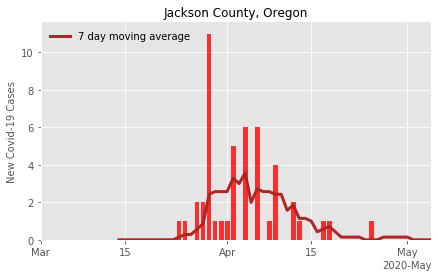 Jackson County, Oregon
7 day moving average
New Covid-19 Cases
10
8
6
4
2
0
Mar 15 Apr 15 May
2020-May